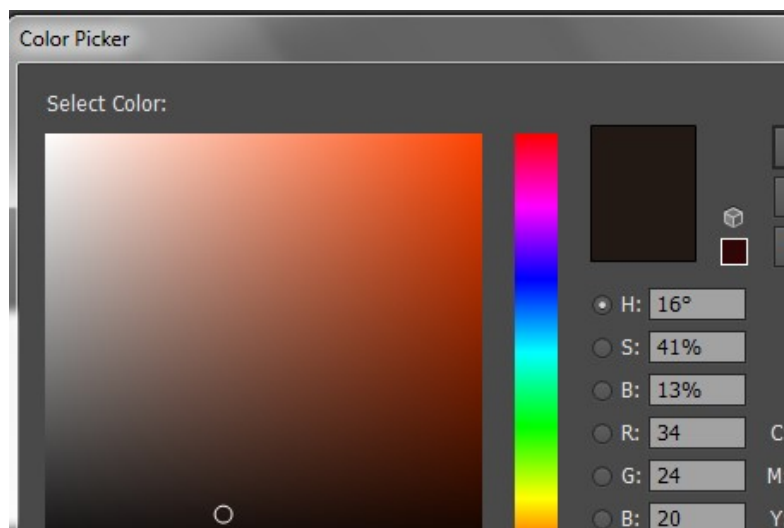 Color Picker
Select Color:
H: 16°
S: 41%
B: 13%
R: 34 C
G: 24 M
B: 20 Y